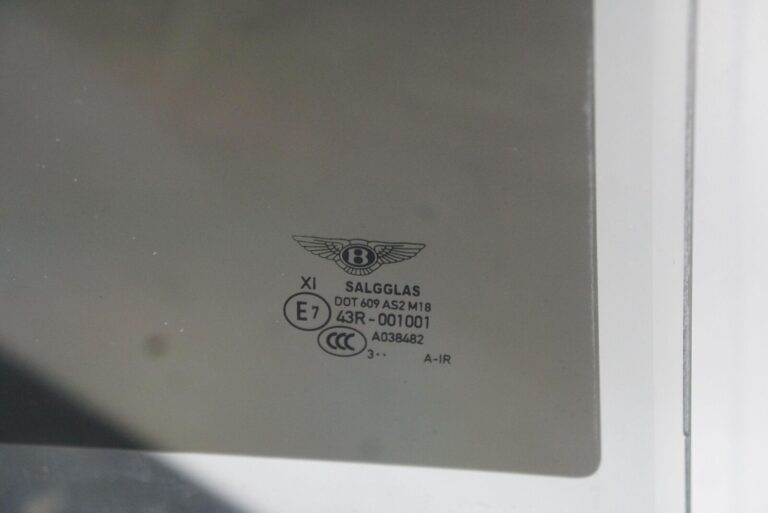 B
XI SALGGLAS
DOT 609 AS2 M18
E7 43R-001001
CCC A038482
3·· A-IR